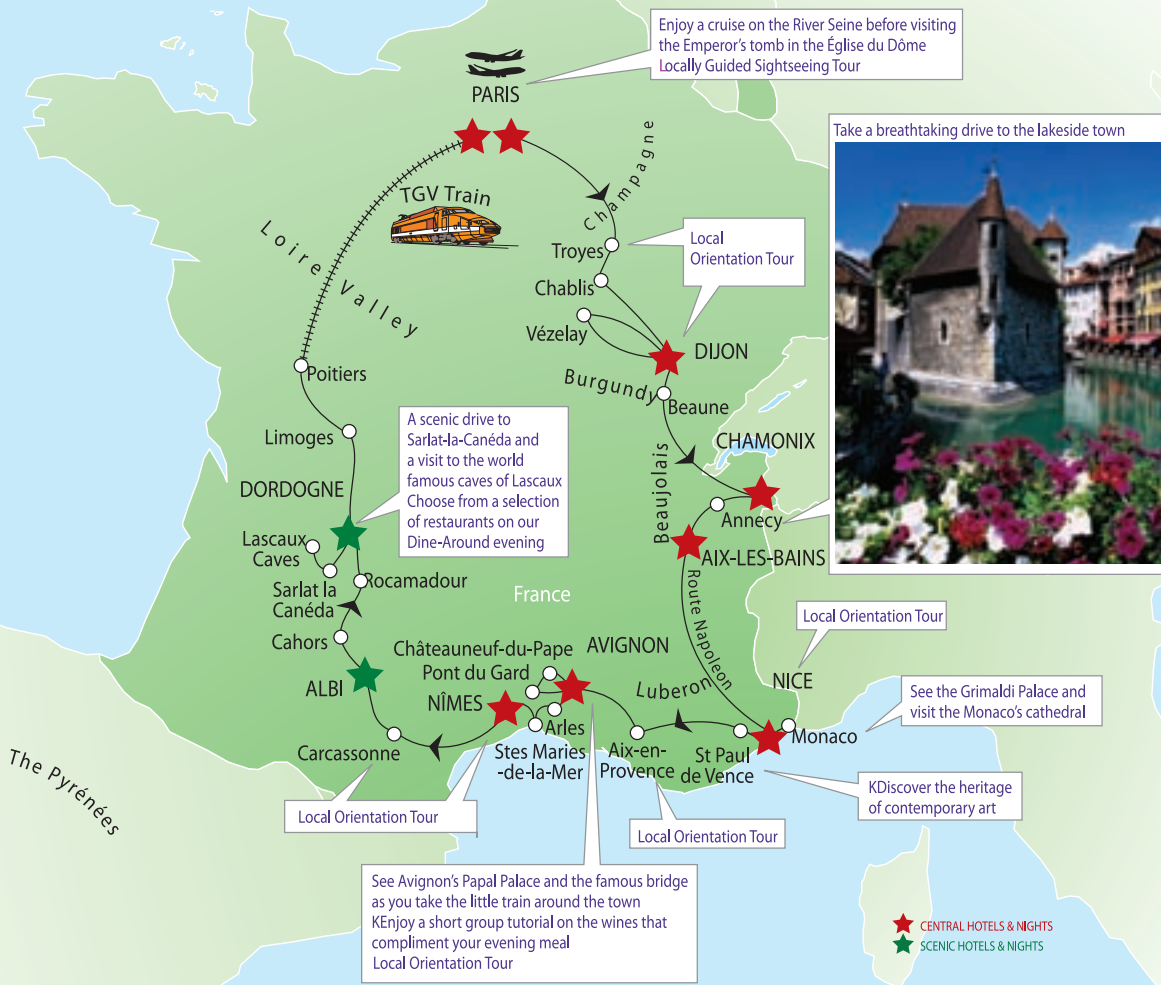 Enjoy a cruise on the River Seine before visiting
the Emperor's tomb in the Église du Dôme
Locally Guided Sightseeing Tour
PARIS
Champagne
Take a breathtaking drive to the lakeside town
TGV Train
Loire Valley
Troyes
Local
Orientation Tour
Chablis
Vézelay
DIJON
Burgundy
Beaune
Poitiers
Limoges
A scenic drive to
Sarlat-la-Canéda and
a visit to the world
famous caves of Lascaux
Choose from a selection
of restaurants on our
Dine-Around evening
CHAMONIX
Beaujolais
Annecy
AIX-LES-BAINS
DORDOGNE
Lascaux
Caves
Sarlat la
Canéda
Rocamadour
France
Route Napoleon
Local Orientation Tour
Cahors
Châteauneuf-du-Pape
AVIGNON
Pont du Gard
Luberon
NICE
ALBI
NÎMES
See the Grimaldi Palace and
visit the Monaco's cathedral
Arles
Monaco
Carcassonne
Stes Maries
-de-la-Mer
Aix-en-
Provence
St Paul
de Vence
The Pyrénées
KDiscover the heritage
of contemporary art
Local Orientation Tour
Local Orientation Tour
See Avignon's Papal Palace and the famous bridge
as you take the little train around the town
KEnjoy a short group tutorial on the wines that
compliment your evening meal
Local Orientation Tour
CENTRAL HOTELS & NIGHTS
SCENIC HOTELS & NIGHTS